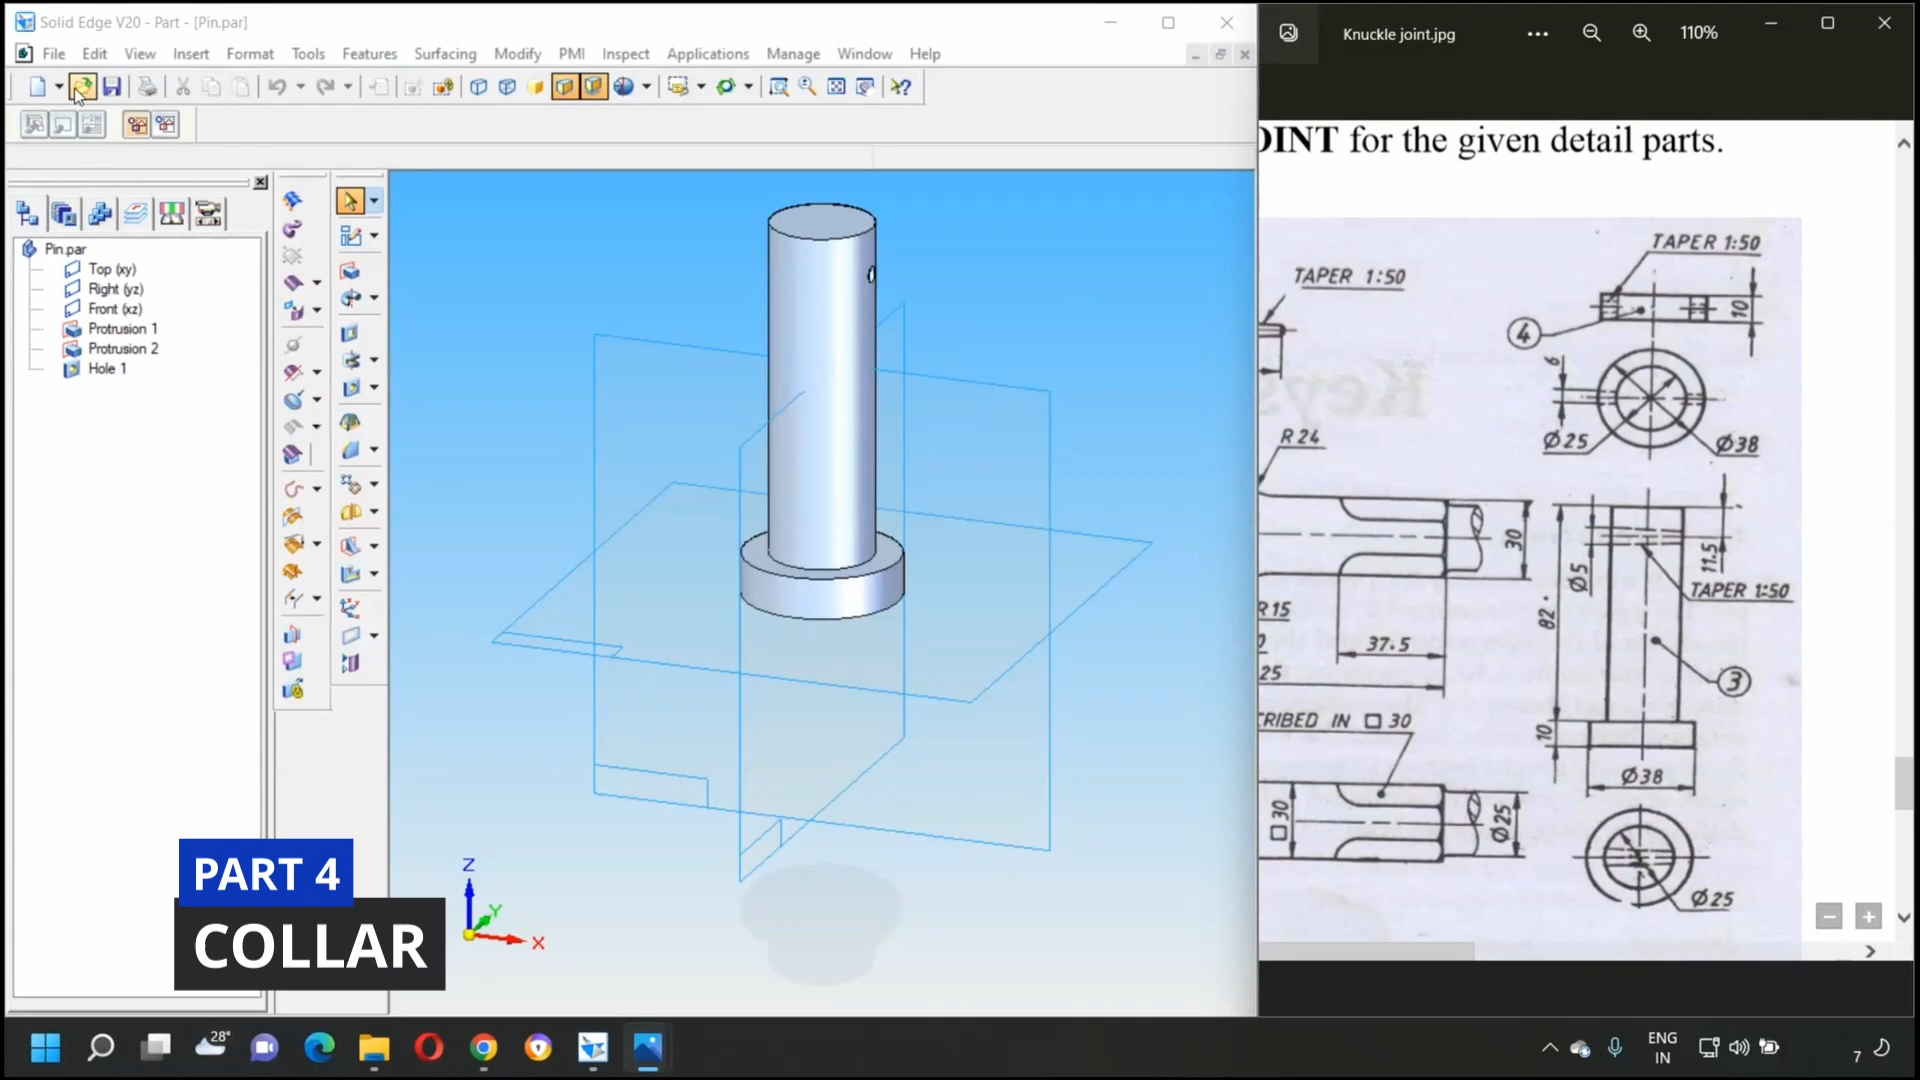 Solid Edge V20 - Part - [Pin.par]
File Edit View Insert Format Tools Features Surfacing Modify PMI Inspect Applications Manage Window Help
Pin.par
Top (xy)
Right (yz)
Front (xz)
Protrusion 1
Protrusion 2
Hole 1
Z
Y
X
PART 4
COLLAR
Knuckle joint.jpg
110%
OINT for the given detail parts.
TAPER 1:50
TAPER 1:50
10
4
6
Ø25
Ø38
R 24
30
Ø5
11.5
TAPER 1:50
82
R15
37.5
3
25
CRIBED IN □ 30
10
Ø38
□ 30
Ø25
Ø25
28°
ENG
IN
7